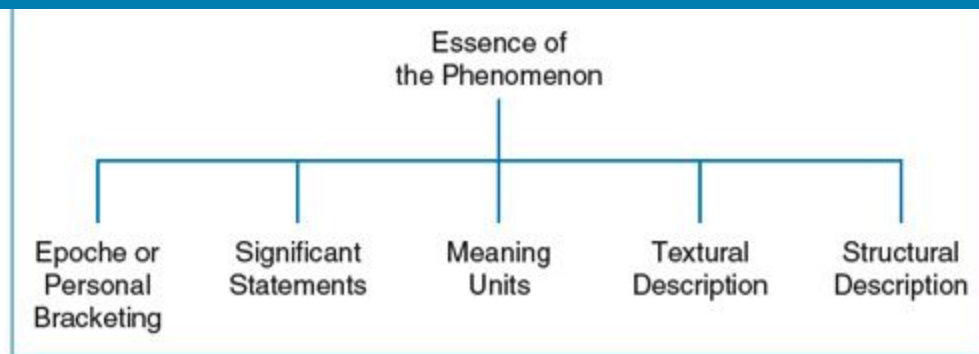 Essence of
the Phenomenon
Epoche or
Personal
Bracketing
Significant
Statements
Meaning
Units
Textural
Description
Structural
Description